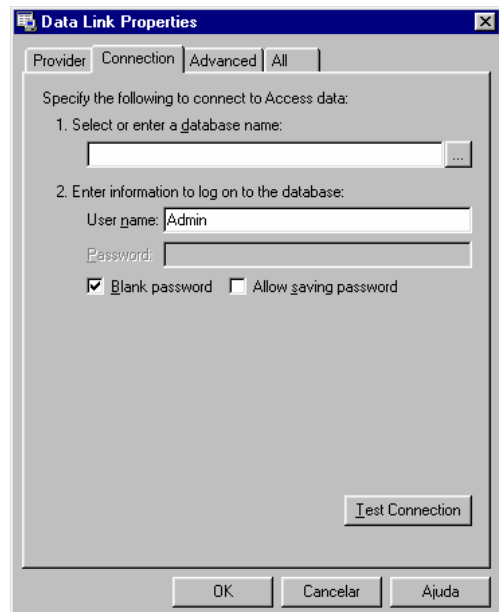 Data Link Properties
Provider Connection Advanced All
Specify the following to connect to Access data:
1. Select or enter a database name:
...
2. Enter information to log on to the database:
User name: Admin
Password:
Blank password Allow saving password
Test Connection
OK Cancelar Ajuda